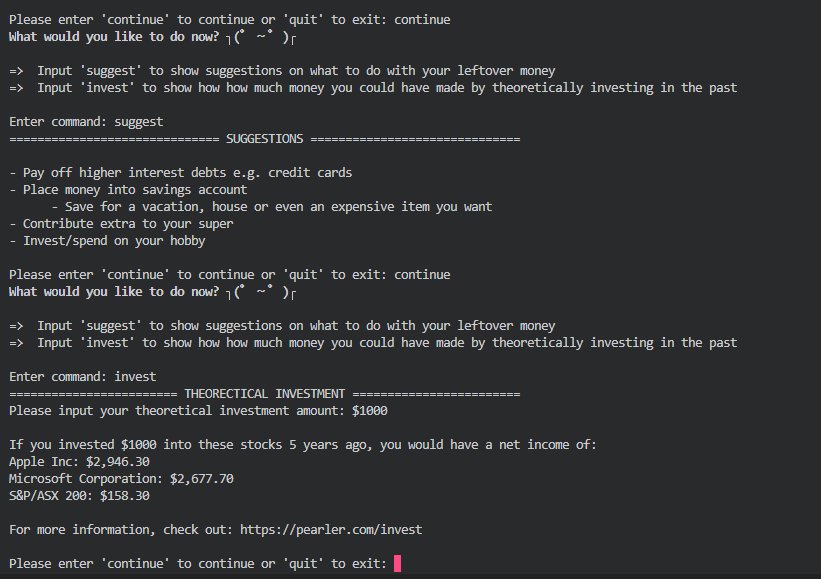 Please enter 'continue' to continue or 'quit' to exit: continue
What would you like to do now? ┐(ﾟ ～ﾟ )┌
=>  Input 'suggest' to show suggestions on what to do with your leftover money
=>  Input 'invest' to show how how much money you could have made by theoretically investing in the past
Enter command: suggest
============================== SUGGESTIONS ==============================
- Pay off higher interest debts e.g. credit cards
- Place money into savings account
      - Save for a vacation, house or even an expensive item you want
- Contribute extra to your super
- Invest/spend on your hobby
Please enter 'continue' to continue or 'quit' to exit: continue
What would you like to do now? ┐(ﾟ ～ﾟ )┌
=>  Input 'suggest' to show suggestions on what to do with your leftover money
=>  Input 'invest' to show how how much money you could have made by theoretically investing in the past
Enter command: invest
======================== THEORECTICAL INVESTMENT ========================
Please input your theoretical investment amount: $1000
If you invested $1000 into these stocks 5 years ago, you would have a net income of:
Apple Inc: $2,946.30
Microsoft Corporation: $2,677.70
S&P/ASX 200: $158.30
For more information, check out: https://pearler.com/invest
Please enter 'continue' to continue or 'quit' to exit: